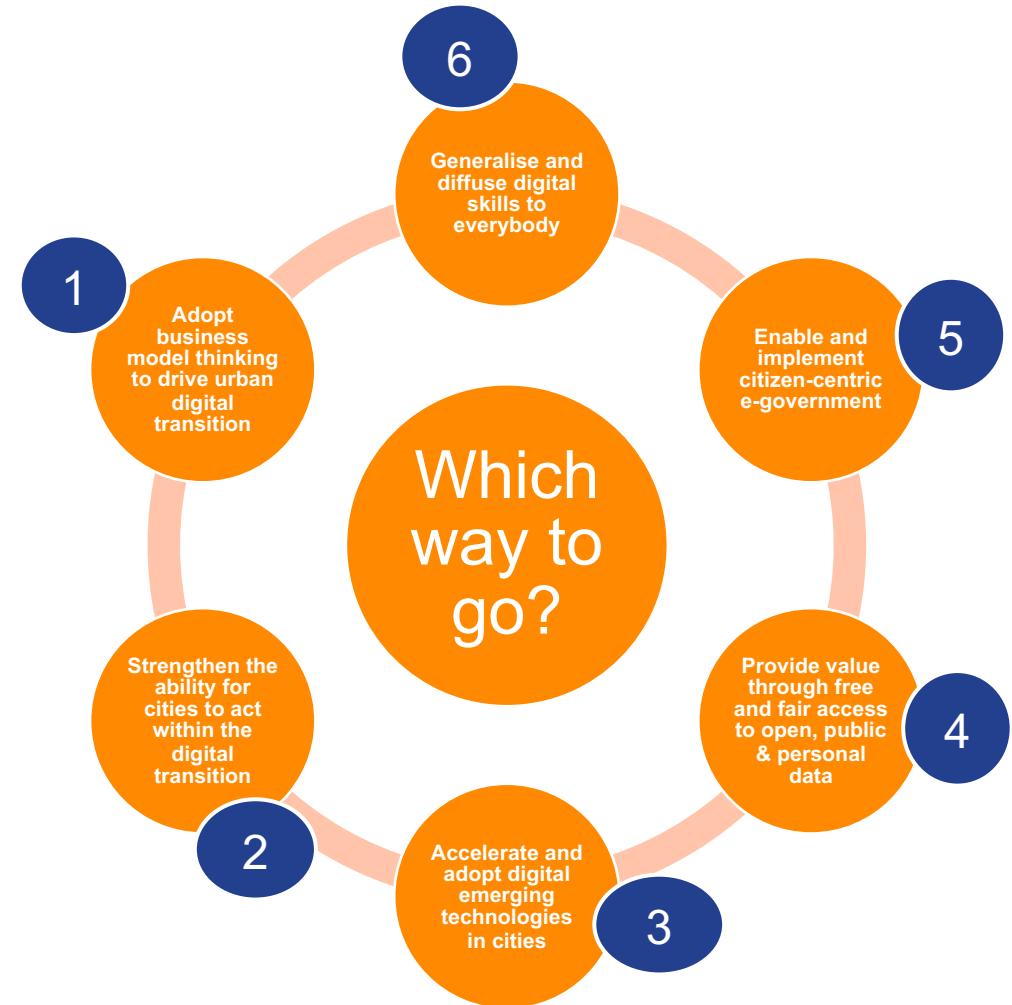 6
Generalise and
diffuse digital
skills to
everybody
1
Adopt
business
model thinking
to drive urban
digital
transition
5
Enable and
implement
citizen-centric
e-government
Which
way to
go?
Strengthen the
ability for
cities to act
within the
digital
transition
2
Provide value
through free
and fair access
to open, public
& personal
data
4
Accelerate and
adopt digital
emerging
technologies
in cities
3